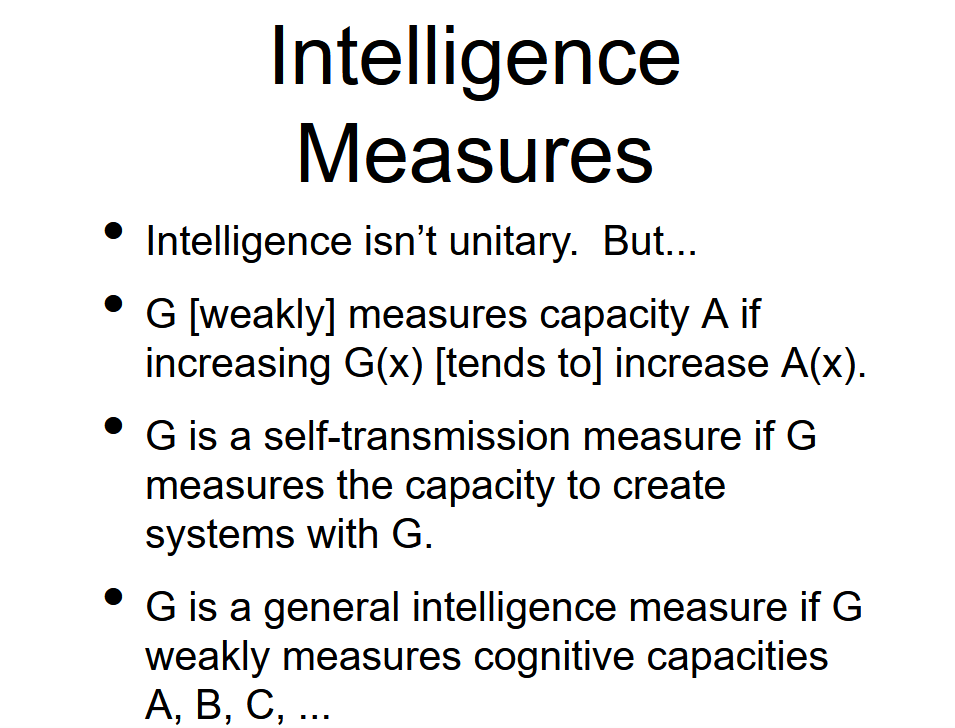 Intelligence
Measures
• Intelligence isn’t unitary.  But...
• G [weakly] measures capacity A if
increasing G(x) [tends to] increase A(x).
• G is a self-transmission measure if G
measures the capacity to create
systems with G.
• G is a general intelligence measure if G
weakly measures cognitive capacities
A, B, C, ...